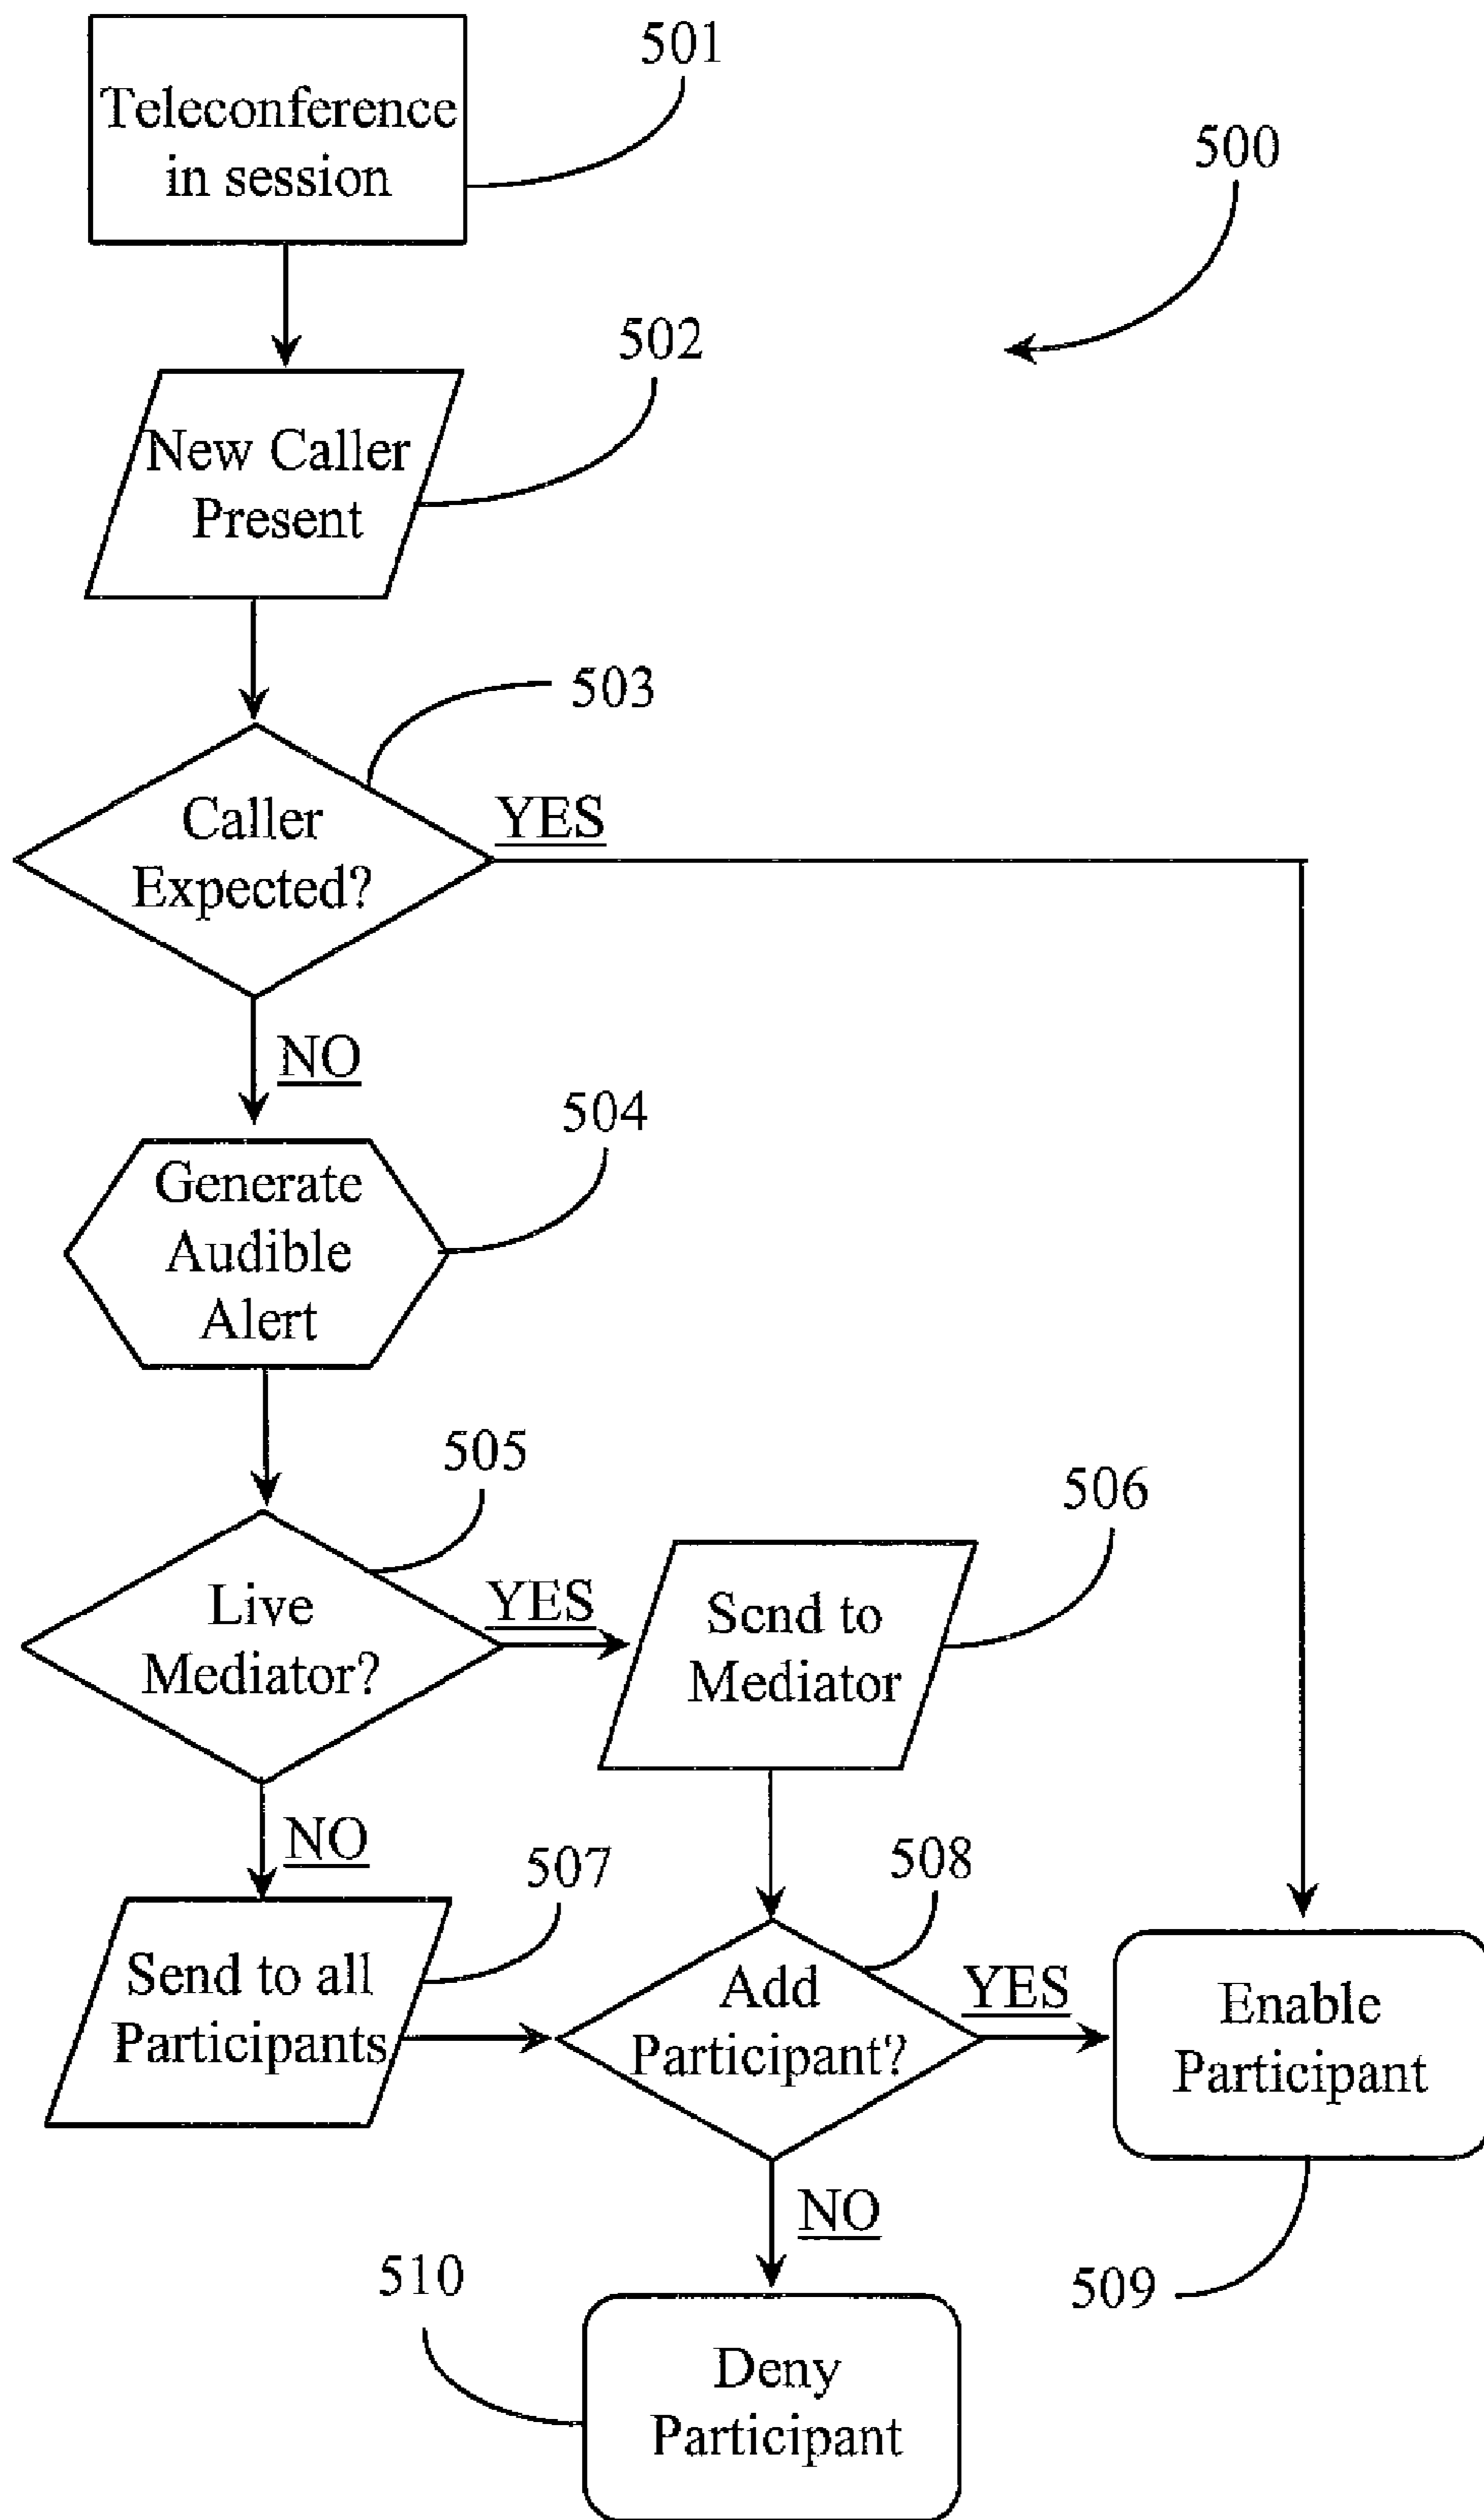 501
Teleconference
in session
500
502
New Caller
Present
503
Caller
Expected?
YES
NO
504
Generate
Audible
Alert
505
506
Live
Mediator?
YES
Send to
Mediator
NO
507
508
Send to all
Participants
Add
Participant?
YES
Enable
Participant
NO
510
509
Deny
Participant